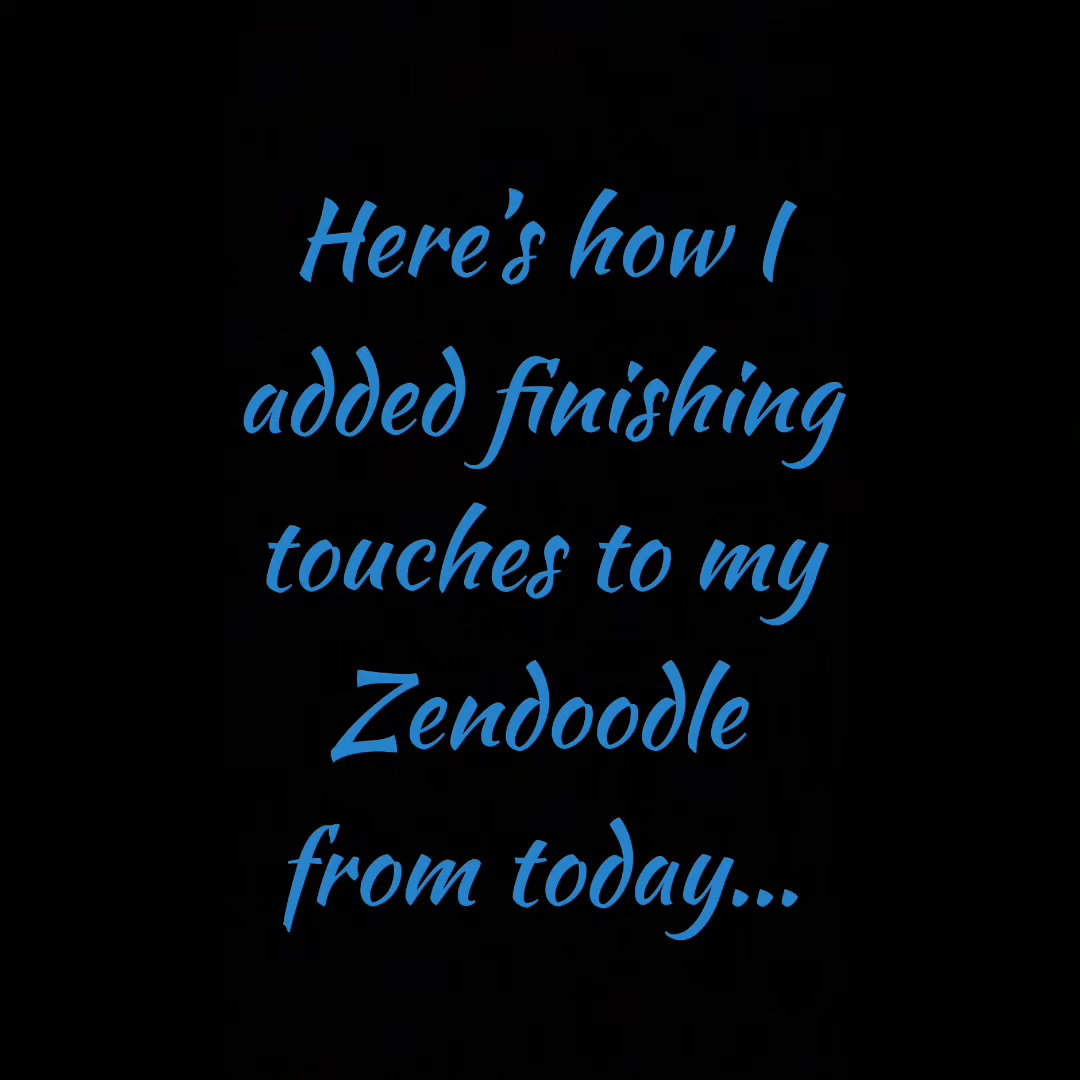 Here's how I
added finishing
touches to my
Zendoodle
from today...